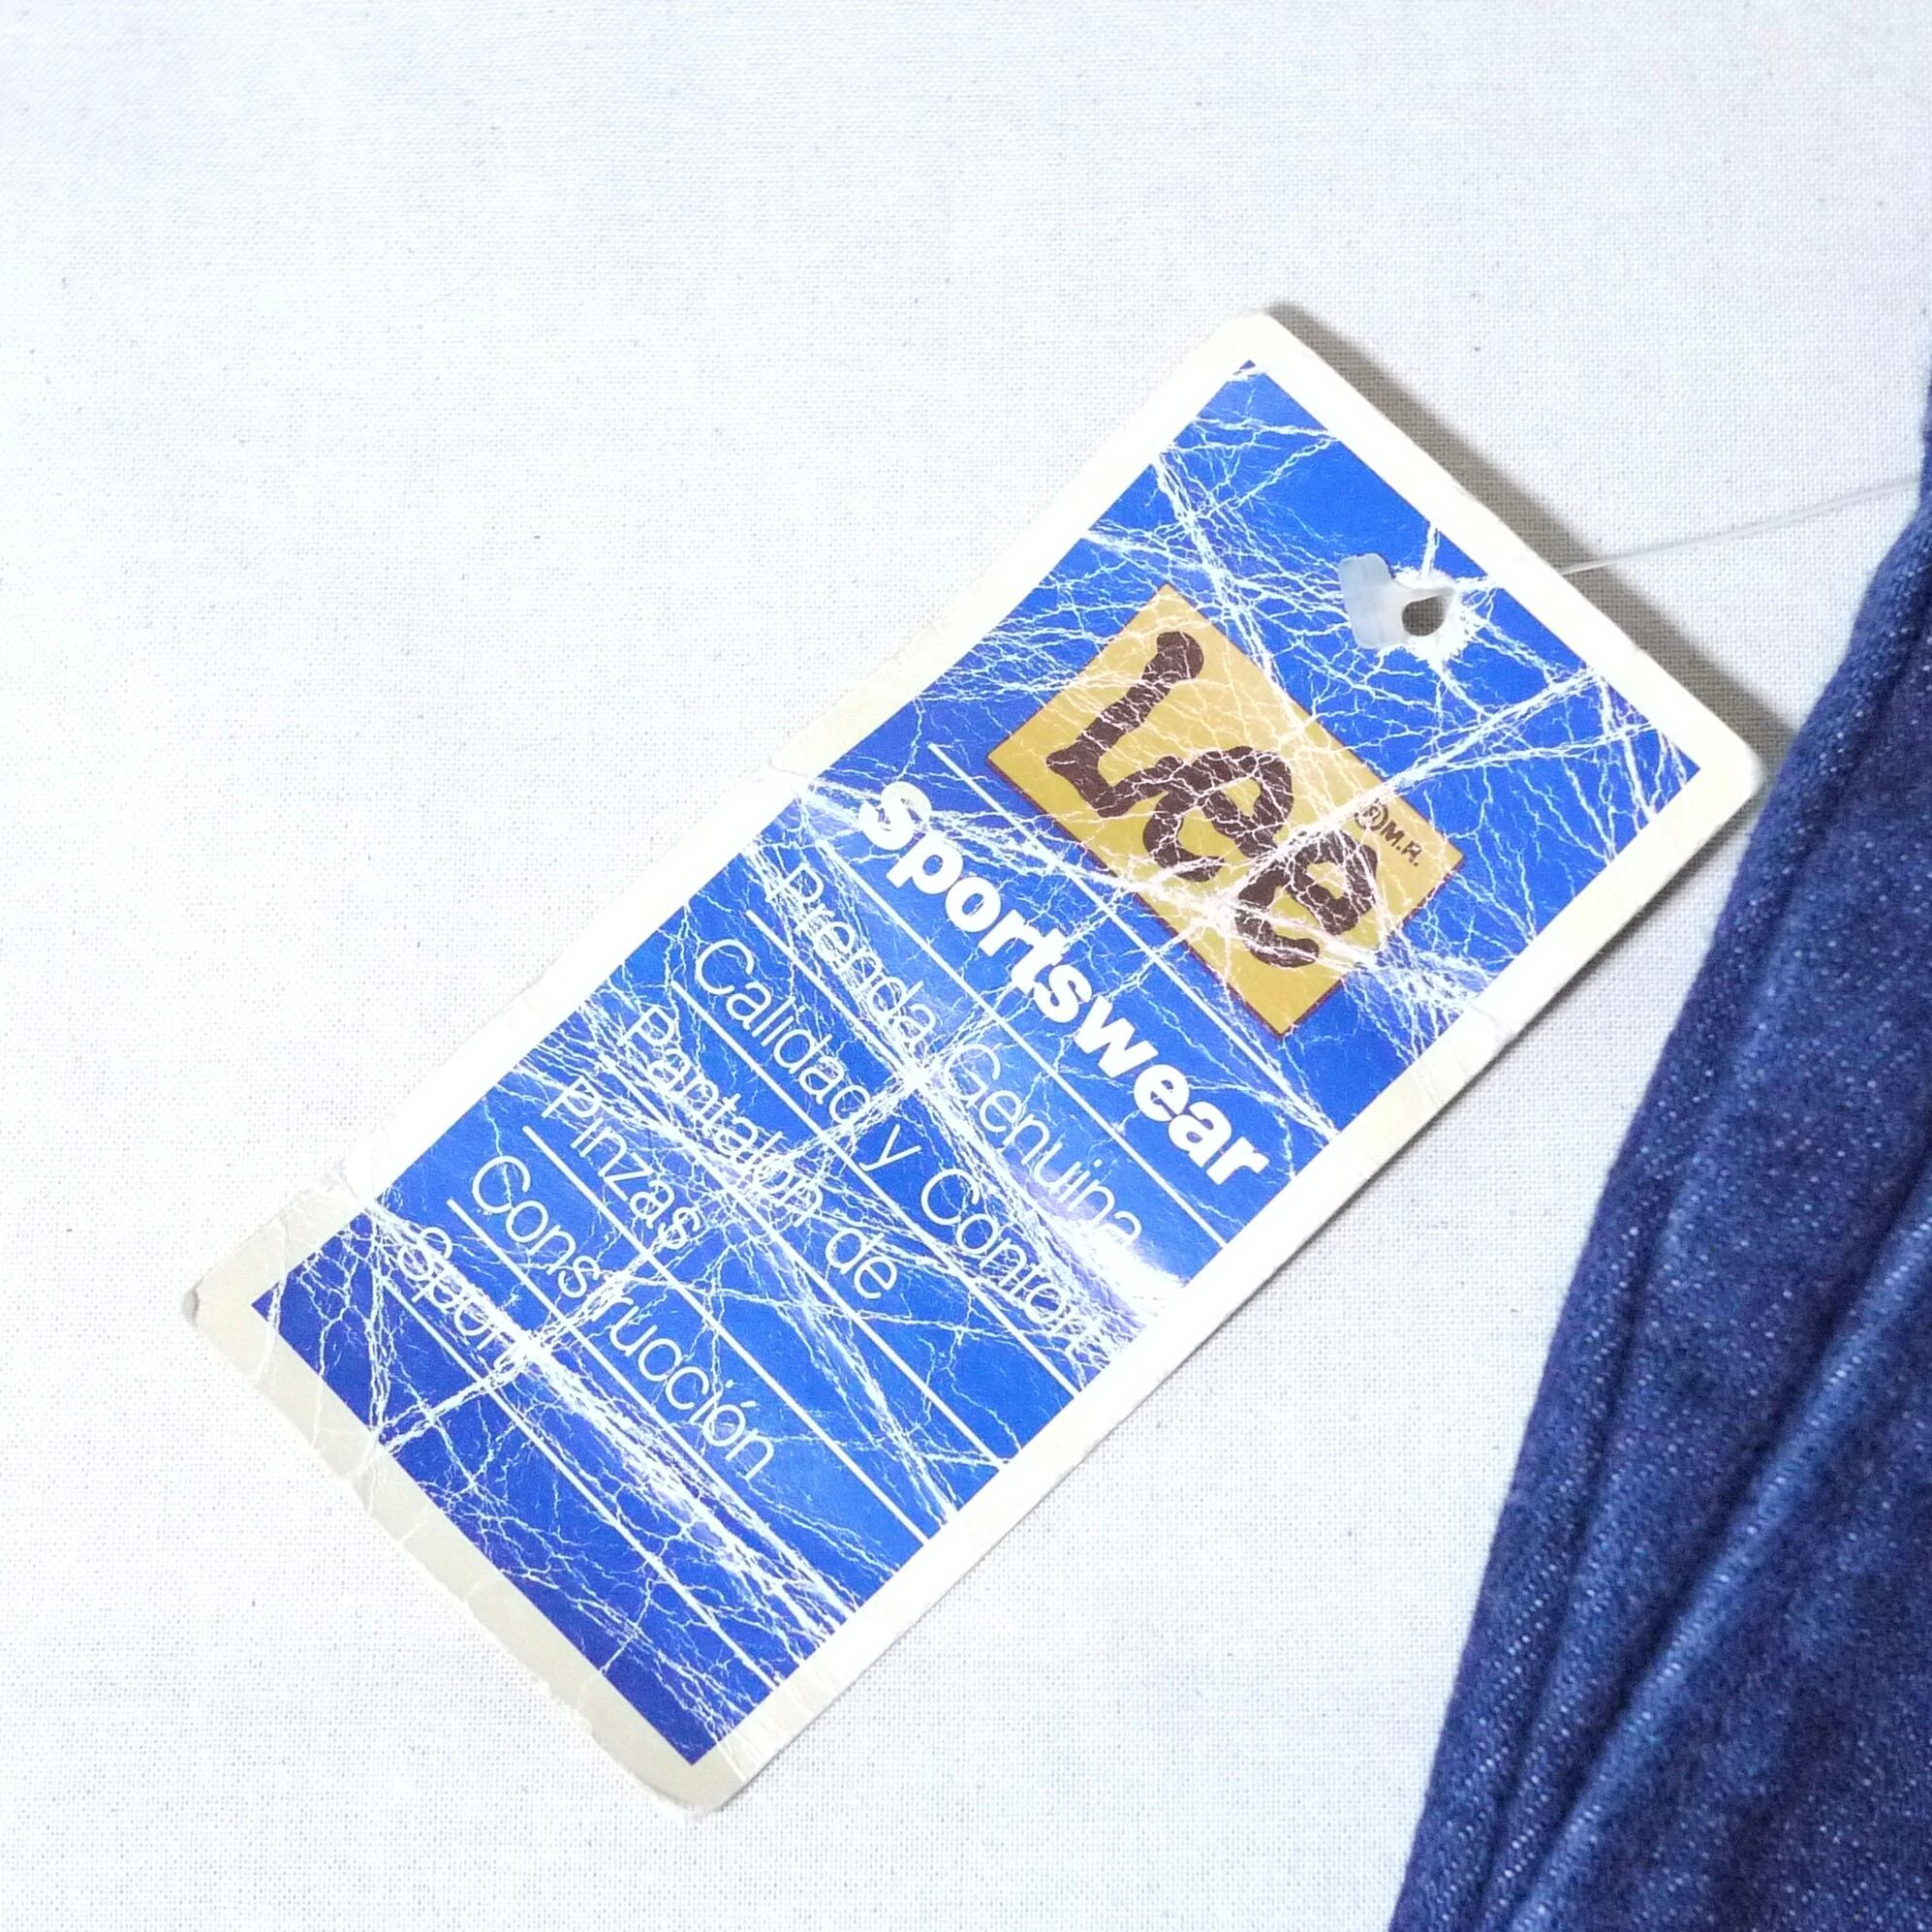 Lee
® M.R.
Sportswear
Prenda Genuina
Calidad y Confort
Pantalón de
Pinzas
Construcción
Sport